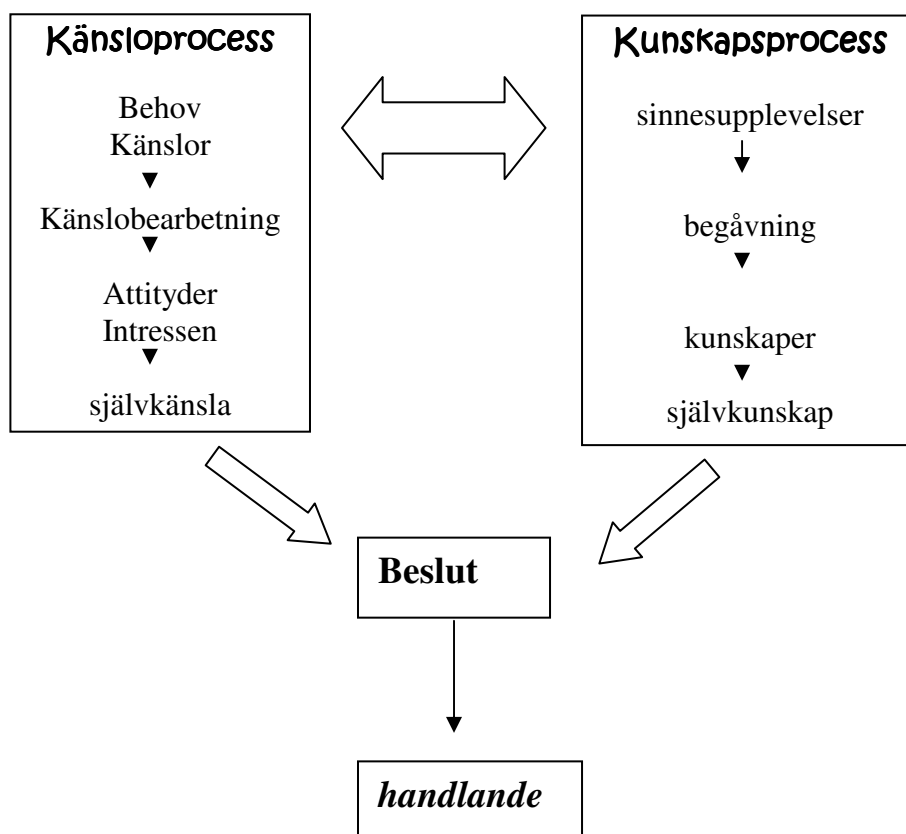 Känsloprocess
Behov
Känslor
Känslobearbetning
Attityder
Intressen
självkänsla
Kunskapsprocess
sinnesupplevelser
begåvning
kunskaper
självkunskap
Beslut
handlande